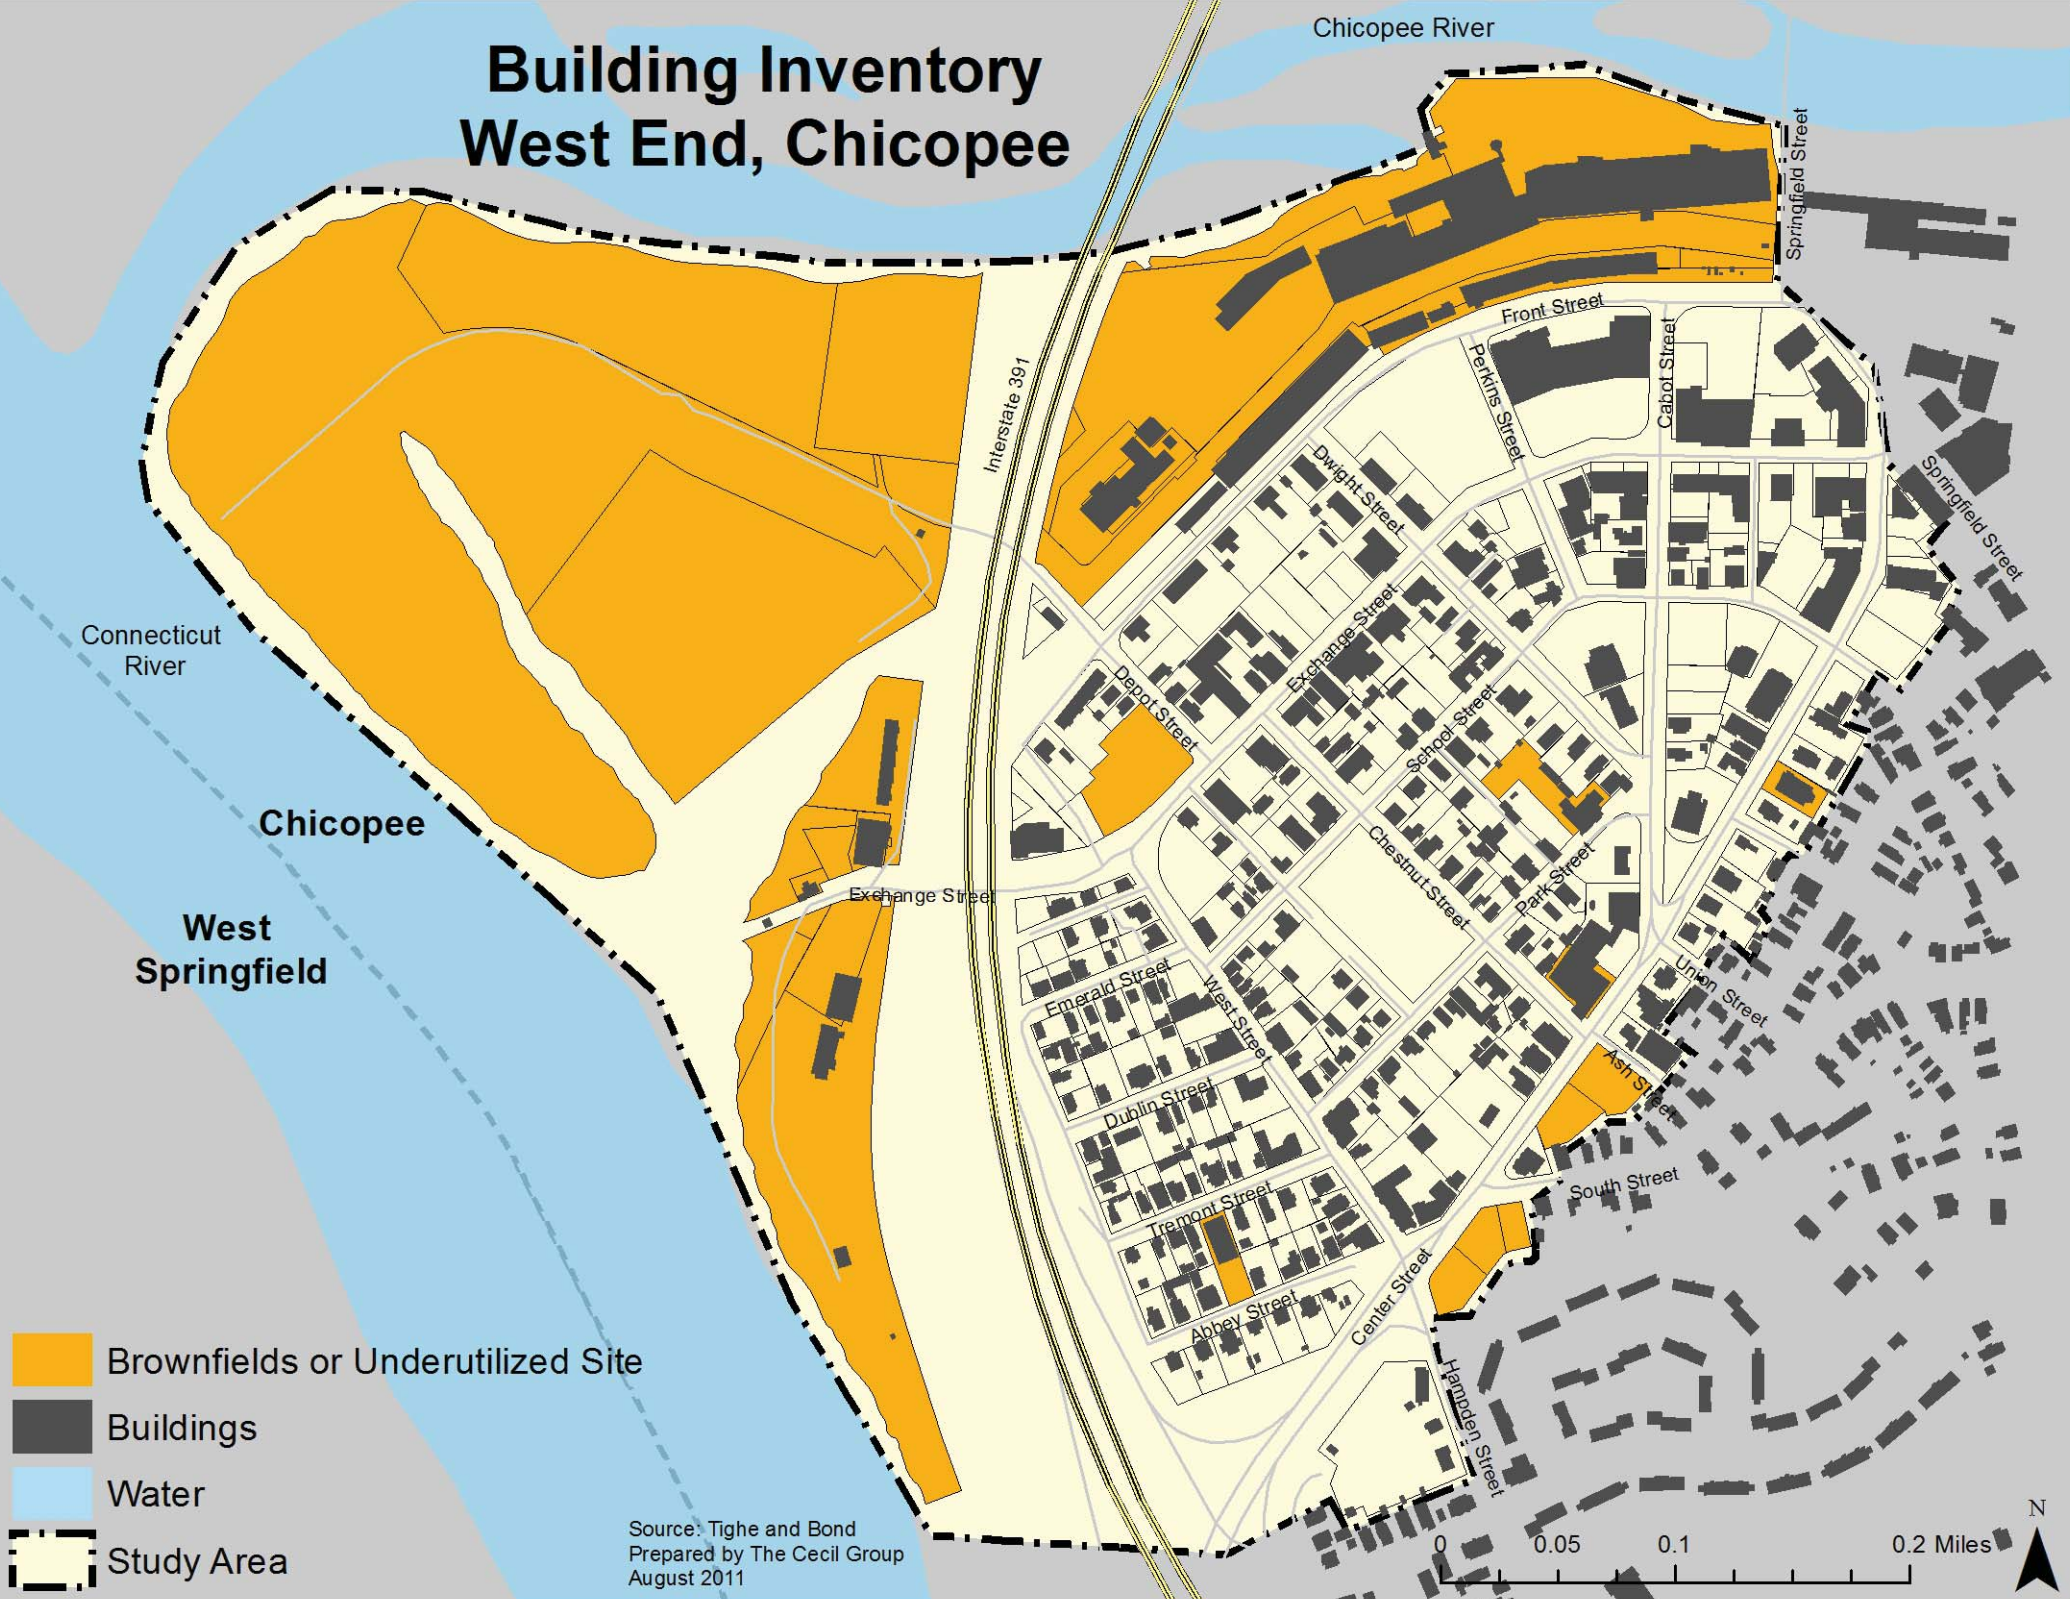 Building Inventory
West End, Chicopee
Chicopee River
Springfield Street
Front Street
Cabot Street
Perkins Street
Interstate 391
Dwight Street
Springfield Street
Exchange Street
Connecticut
River
Depot Street
School Street
Chicopee
Chestnut Street
Park Street
Exchange Street
West
Springfield
Emerald Street
West Street
Union Street
Ash Street
Dublin Street
South Street
Tremont Street
Abbey Street
Center Street
Hampden Street
Brownfields or Underutilized Site
Buildings
Water
Study Area
Source: Tighe and Bond
Prepared by The Cecil Group
August 2011
0 0.05 0.1 0.2 Miles
N